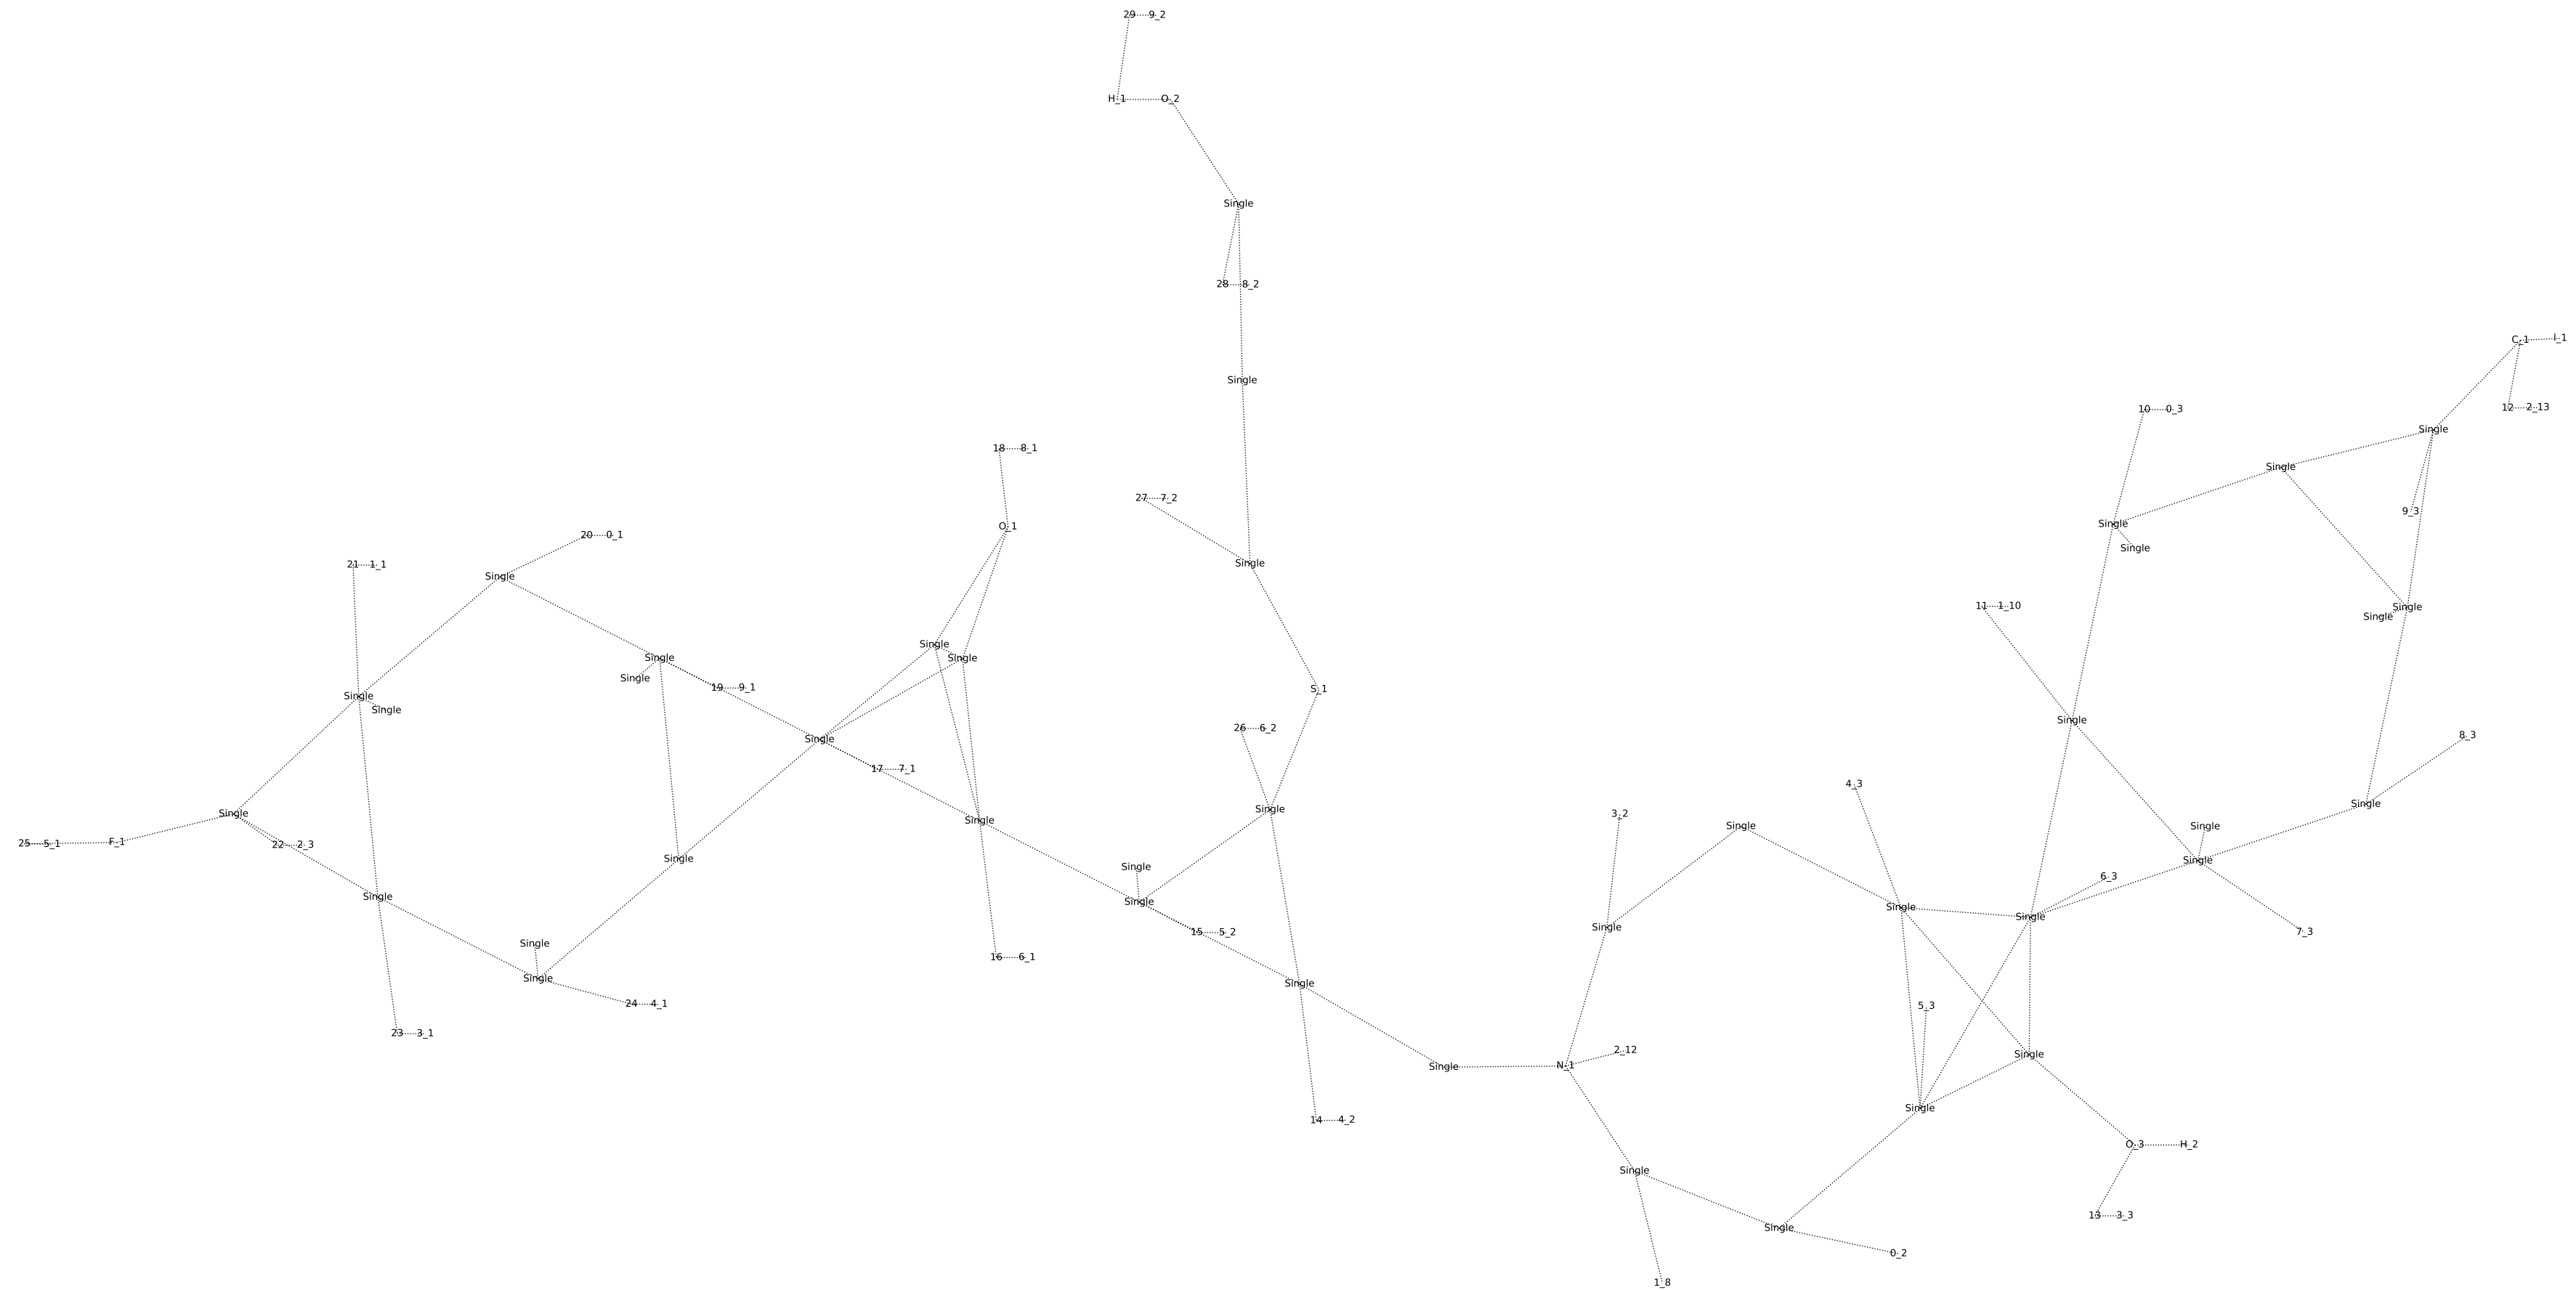 29 9_2
H_1 O_2
Single
28 8_2
C_1 I_1
Single
12 2_13
10 0_3
Single
18 8_1
Single
27 7_2
9_3
Single
O_1
20 0_1
Single
Single
21 1_1
Single
11 1_10
Single
Single
Single
Single
Single
Single
19 9_1
S_1
Single
Single
Single
26 6_2
8_3
Single
17 7_1
4_3
Single
Single
Single
3_2
Single
Single
Single
F_1
25 5_1
22 2_3
Single
Single
Single
6_3
Single
Single
Single
Single
Single
15 5_2
7_3
Single
16 6_1
Single
Single
24 4_1
5_3
23 3_1
2_12
Single
N_1
Single
Single
14 4_2
O_3 H_2
Single
13 3_3
Single
0_2
1_8